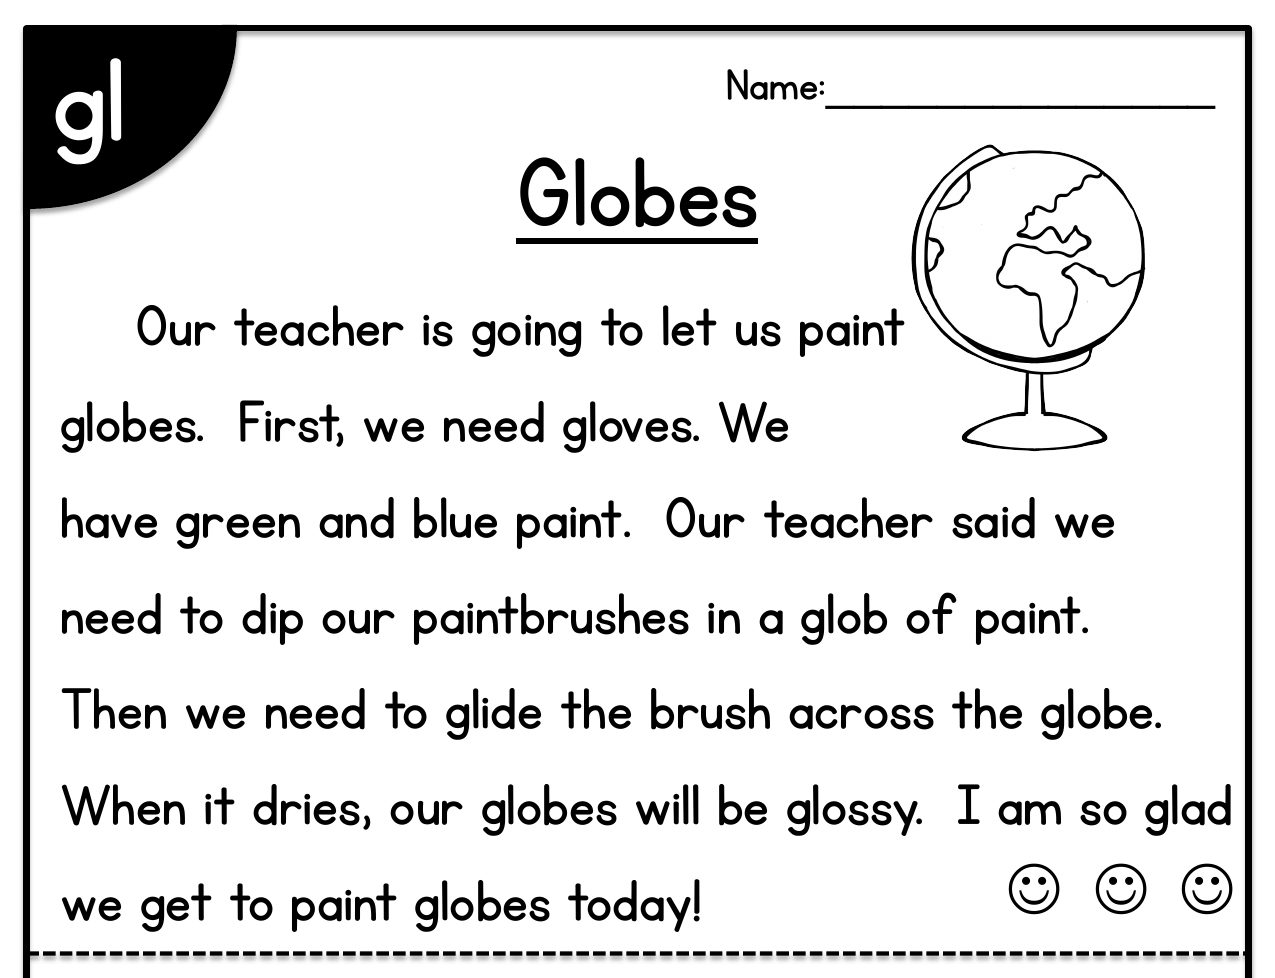 gl
Name:
Globes
Our teacher is going to let us paint
globes. First, we need gloves. We
have green and blue paint. Our teacher said we
need to dip our paintbrushes in a glob of paint.
Then we need to glide the brush across the globe.
When it dries, our globes will be glossy. I am so glad
we get to paint globes today!